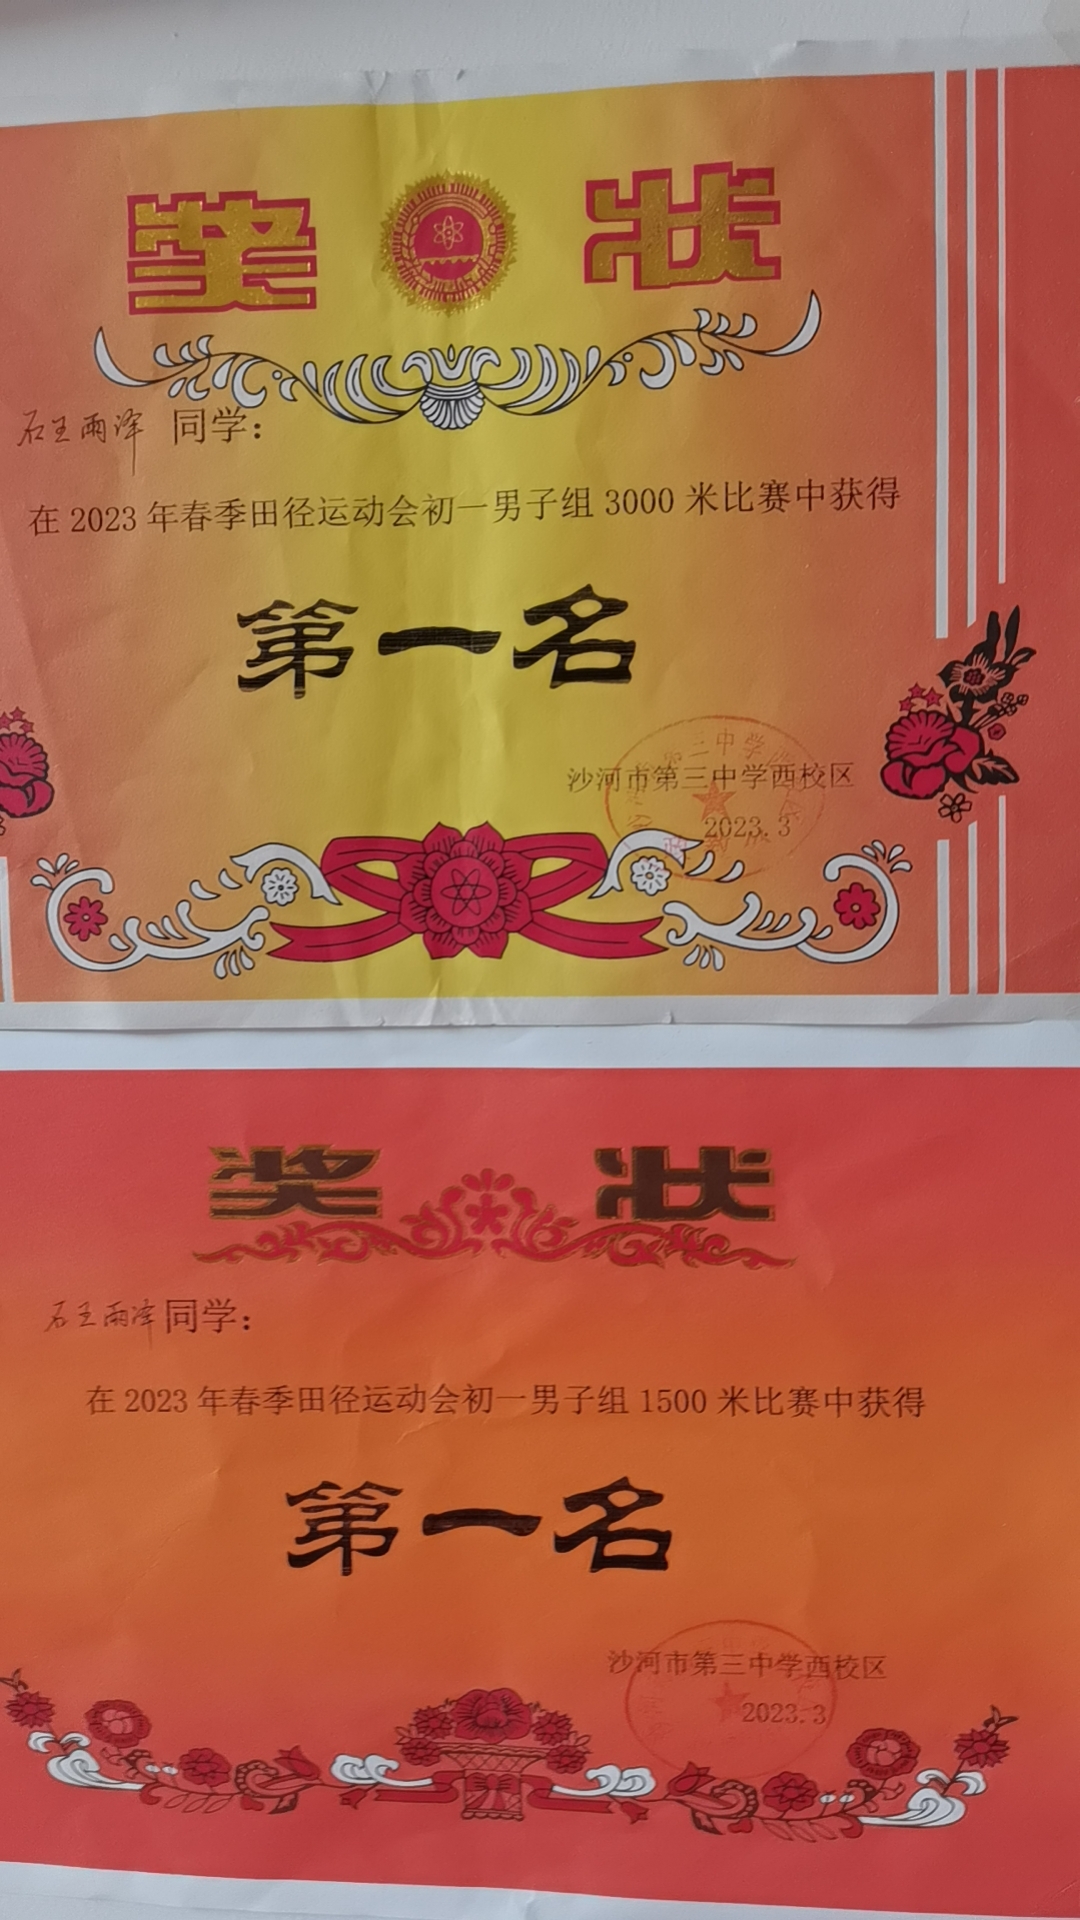 奖 状
石王雨泽 同学：
在 2023 年春季田径运动会初一男子组 3000 米比赛中获得
第一名
沙河市第三中学西校区
2023.3
奖 状
石王雨泽 同学：
在 2023 年春季田径运动会初一男子组 1500 米比赛中获得
第一名
沙河市第三中学西校区
2023.3